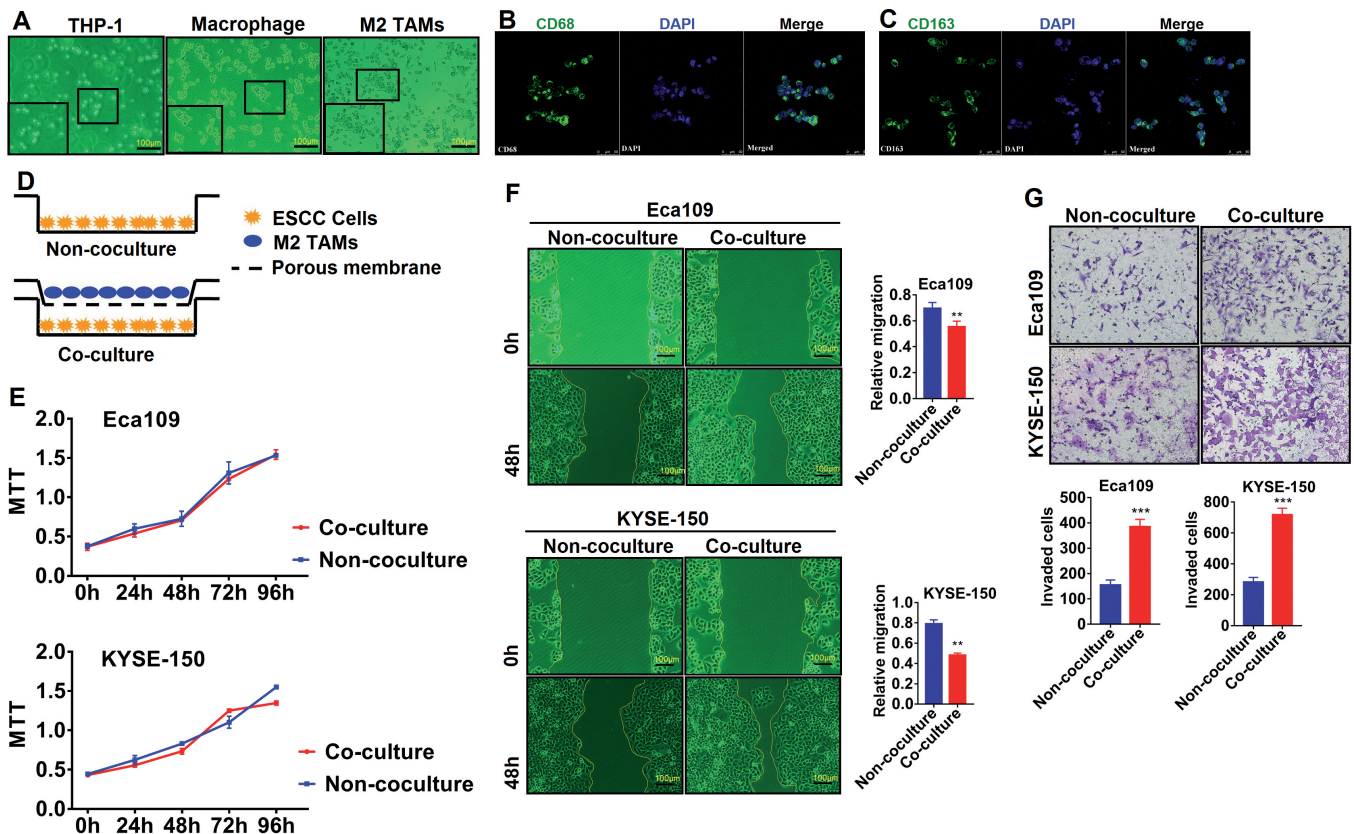 A
THP-1 Macrophage M2 TAMs
100μm 100μm 100μm
B
CD68 DAPI Merge
CD68 DAPI Merged
C
CD163 DAPI Merge
CD163 DAPI Merged
D
Non-coculture
Co-culture
ESCC Cells
M2 TAMs
Porous membrane
E
Eca109
MTT
2.0
1.5
1.0
0.5
0.0
0h 24h 48h 72h 96h
Co-culture
Non-coculture
KYSE-150
MTT
2.0
1.5
1.0
0.5
0.0
0h 24h 48h 72h 96h
Co-culture
Non-coculture
F
Eca109
Non-coculture Co-culture
0h
100μm 100μm
48h
100μm 100μm
Eca109
Relative migration
0.8
0.6
0.4
0.2
0.0
**
Non-coculture
Co-culture
KYSE-150
Non-coculture Co-culture
0h
100μm 100μm
48h
100μm 100μm
KYSE-150
Relative migration
1.0
0.8
0.6
0.4
0.2
0.0
**
Non-coculture
Co-culture
G
Non-coculture Co-culture
Eca109
KYSE-150
Eca109
Invaded cells
500
400
300
200
100
0
***
Non-coculture
Co-culture
KYSE-150
Invaded cells
800
600
400
200
0
***
Non-coculture
Co-culture